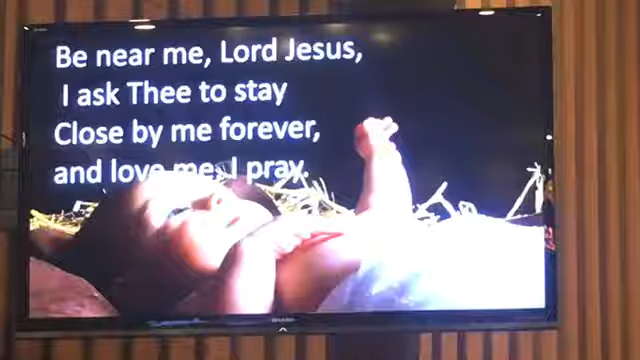 Be near me, Lord Jesus,
I ask Thee to stay
Close by me forever,
and love me, I pray.